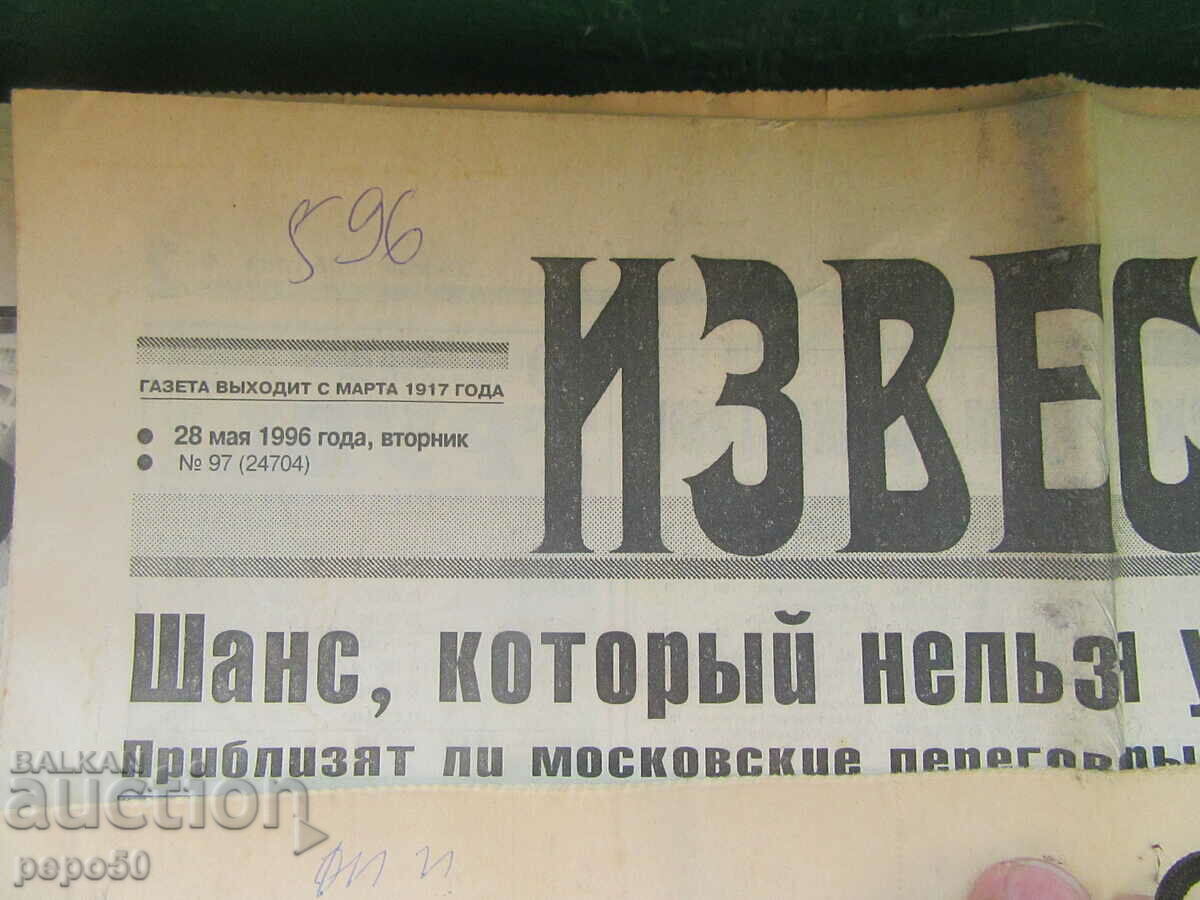 596
ИЗВЕС
ГАЗЕТА ВЫХОДИТ С МАРТА 1917 ГОДА
● 28 мая 1996 года, вторник
● № 97 (24704)
Шанс, который нельзя у
Приблизят ли московские переговоры
BALKAN
auction
pepo50